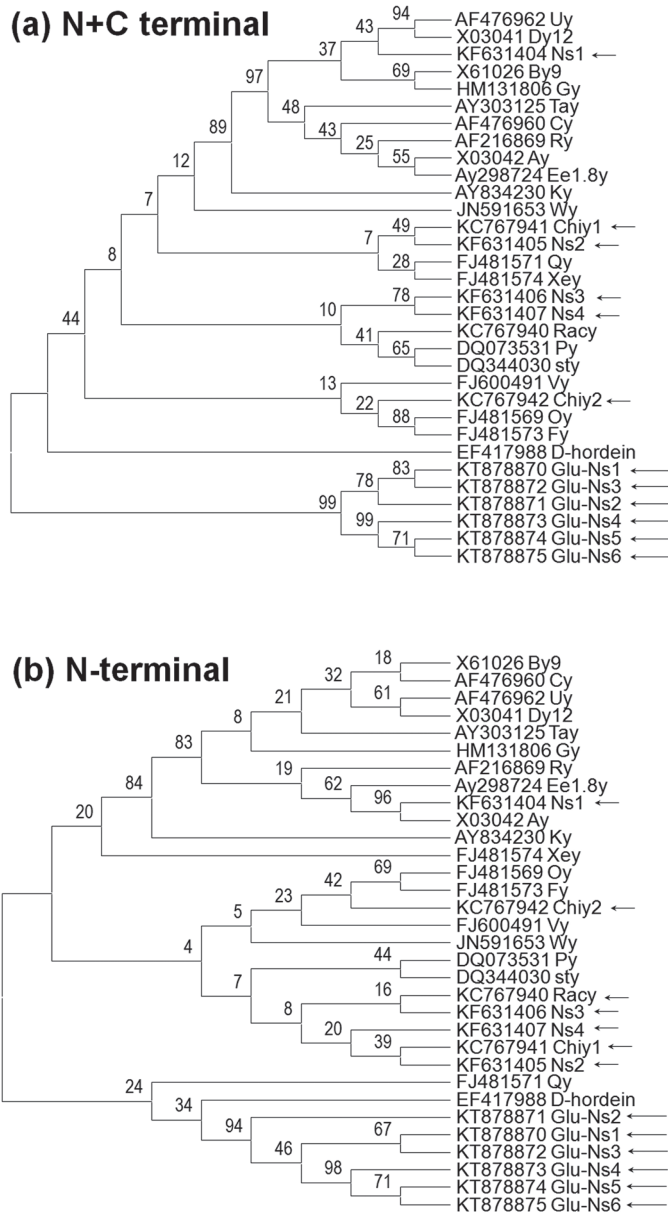 (a) N+C terminal
94
AF476962 Uy
43
X03041 Dy12
37
KF631404 Ns1 ←
69
X61026 By9
97
HM131806 Gy
48
AY303125 Tay
43
AF476960 Cy
89
25
AF216869 Ry
55
X03042 Ay
12
Ay298724 Ee1.8y
AY834230 Ky
7
JN591653 Wy
49
KC767941 Chiy1 ←
7
KF631405 Ns2 ←
8
28
FJ481571 Qy
FJ481574 Xey
78
KF631406 Ns3 ←
10
KF631407 Ns4 ←
44
41
KC767940 Racy
65
DQ073531 Py
DQ344030 sty
13
FJ600491 Vy
22
KC767942 Chiy2 ←
88
FJ481569 Oy
FJ481573 Fy
EF417988 D-hordein
83
KT878870 Glu-Ns1 ←
78
KT878872 Glu-Ns3 ←
99
KT878871 Glu-Ns2 ←
99
KT878873 Glu-Ns4 ←
71
KT878874 Glu-Ns5 ←
KT878875 Glu-Ns6 ←
(b) N-terminal
18
X61026 By9
32
AF476960 Cy
61
AF476962 Uy
21
X03041 Dy12
8
AY303125 Tay
83
HM131806 Gy
19
AF216869 Ry
62
Ay298724 Ee1.8y
84
96
KF631404 Ns1 ←
20
X03042 Ay
AY834230 Ky
FJ481574 Xey
69
FJ481569 Oy
42
FJ481573 Fy
23
KC767942 Chiy2 ←
5
FJ600491 Vy
4
JN591653 Wy
44
DQ073531 Py
7
DQ344030 sty
16
KC767940 Racy ←
8
KF631406 Ns3 ←
20
KF631407 Ns4 ←
39
KC767941 Chiy1 ←
KF631405 Ns2 ←
24
FJ481571 Qy
34
EF417988 D-hordein
94
KT878871 Glu-Ns2 ←
67
KT878870 Glu-Ns1 ←
46
KT878872 Glu-Ns3 ←
98
KT878873 Glu-Ns4 ←
71
KT878874 Glu-Ns5 ←
KT878875 Glu-Ns6 ←